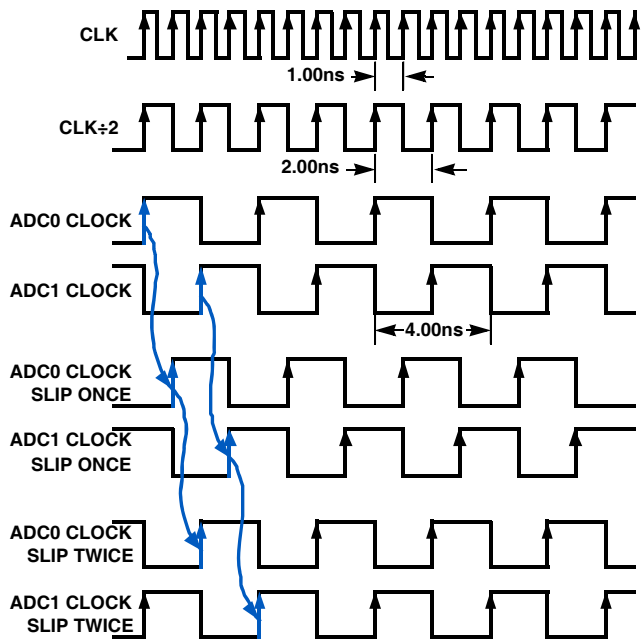 CLK
1.00ns
CLK÷2
2.00ns
ADC0 CLOCK
ADC1 CLOCK
4.00ns
ADC0 CLOCK
SLIP ONCE
ADC1 CLOCK
SLIP ONCE
ADC0 CLOCK
SLIP TWICE
ADC1 CLOCK
SLIP TWICE